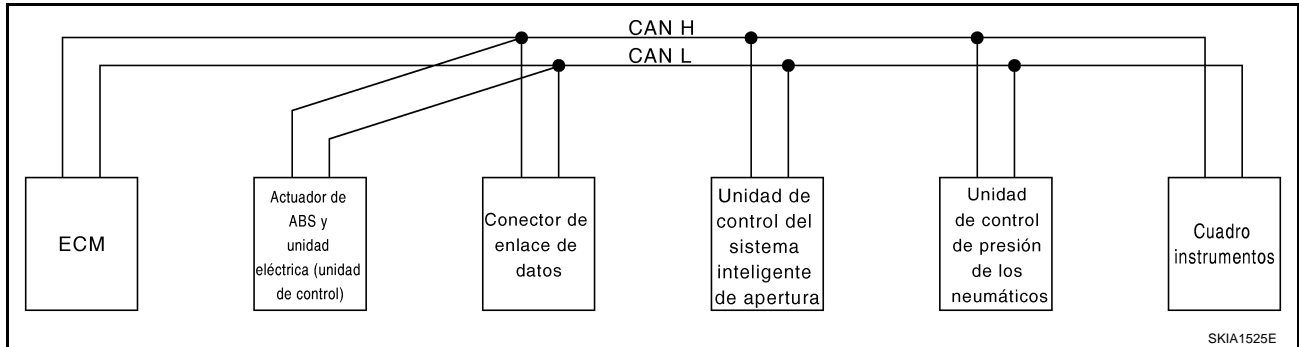 CAN H
CAN L
ECM
Actuador de
ABS y
unidad
eléctrica (unidad
de control)
Conector de
enlace de
datos
Unidad de
control del
sistema
inteligente
de apertura
Unidad
de control
de presión
de los
neumáticos
Cuadro
instrumentos
SKIA1525E